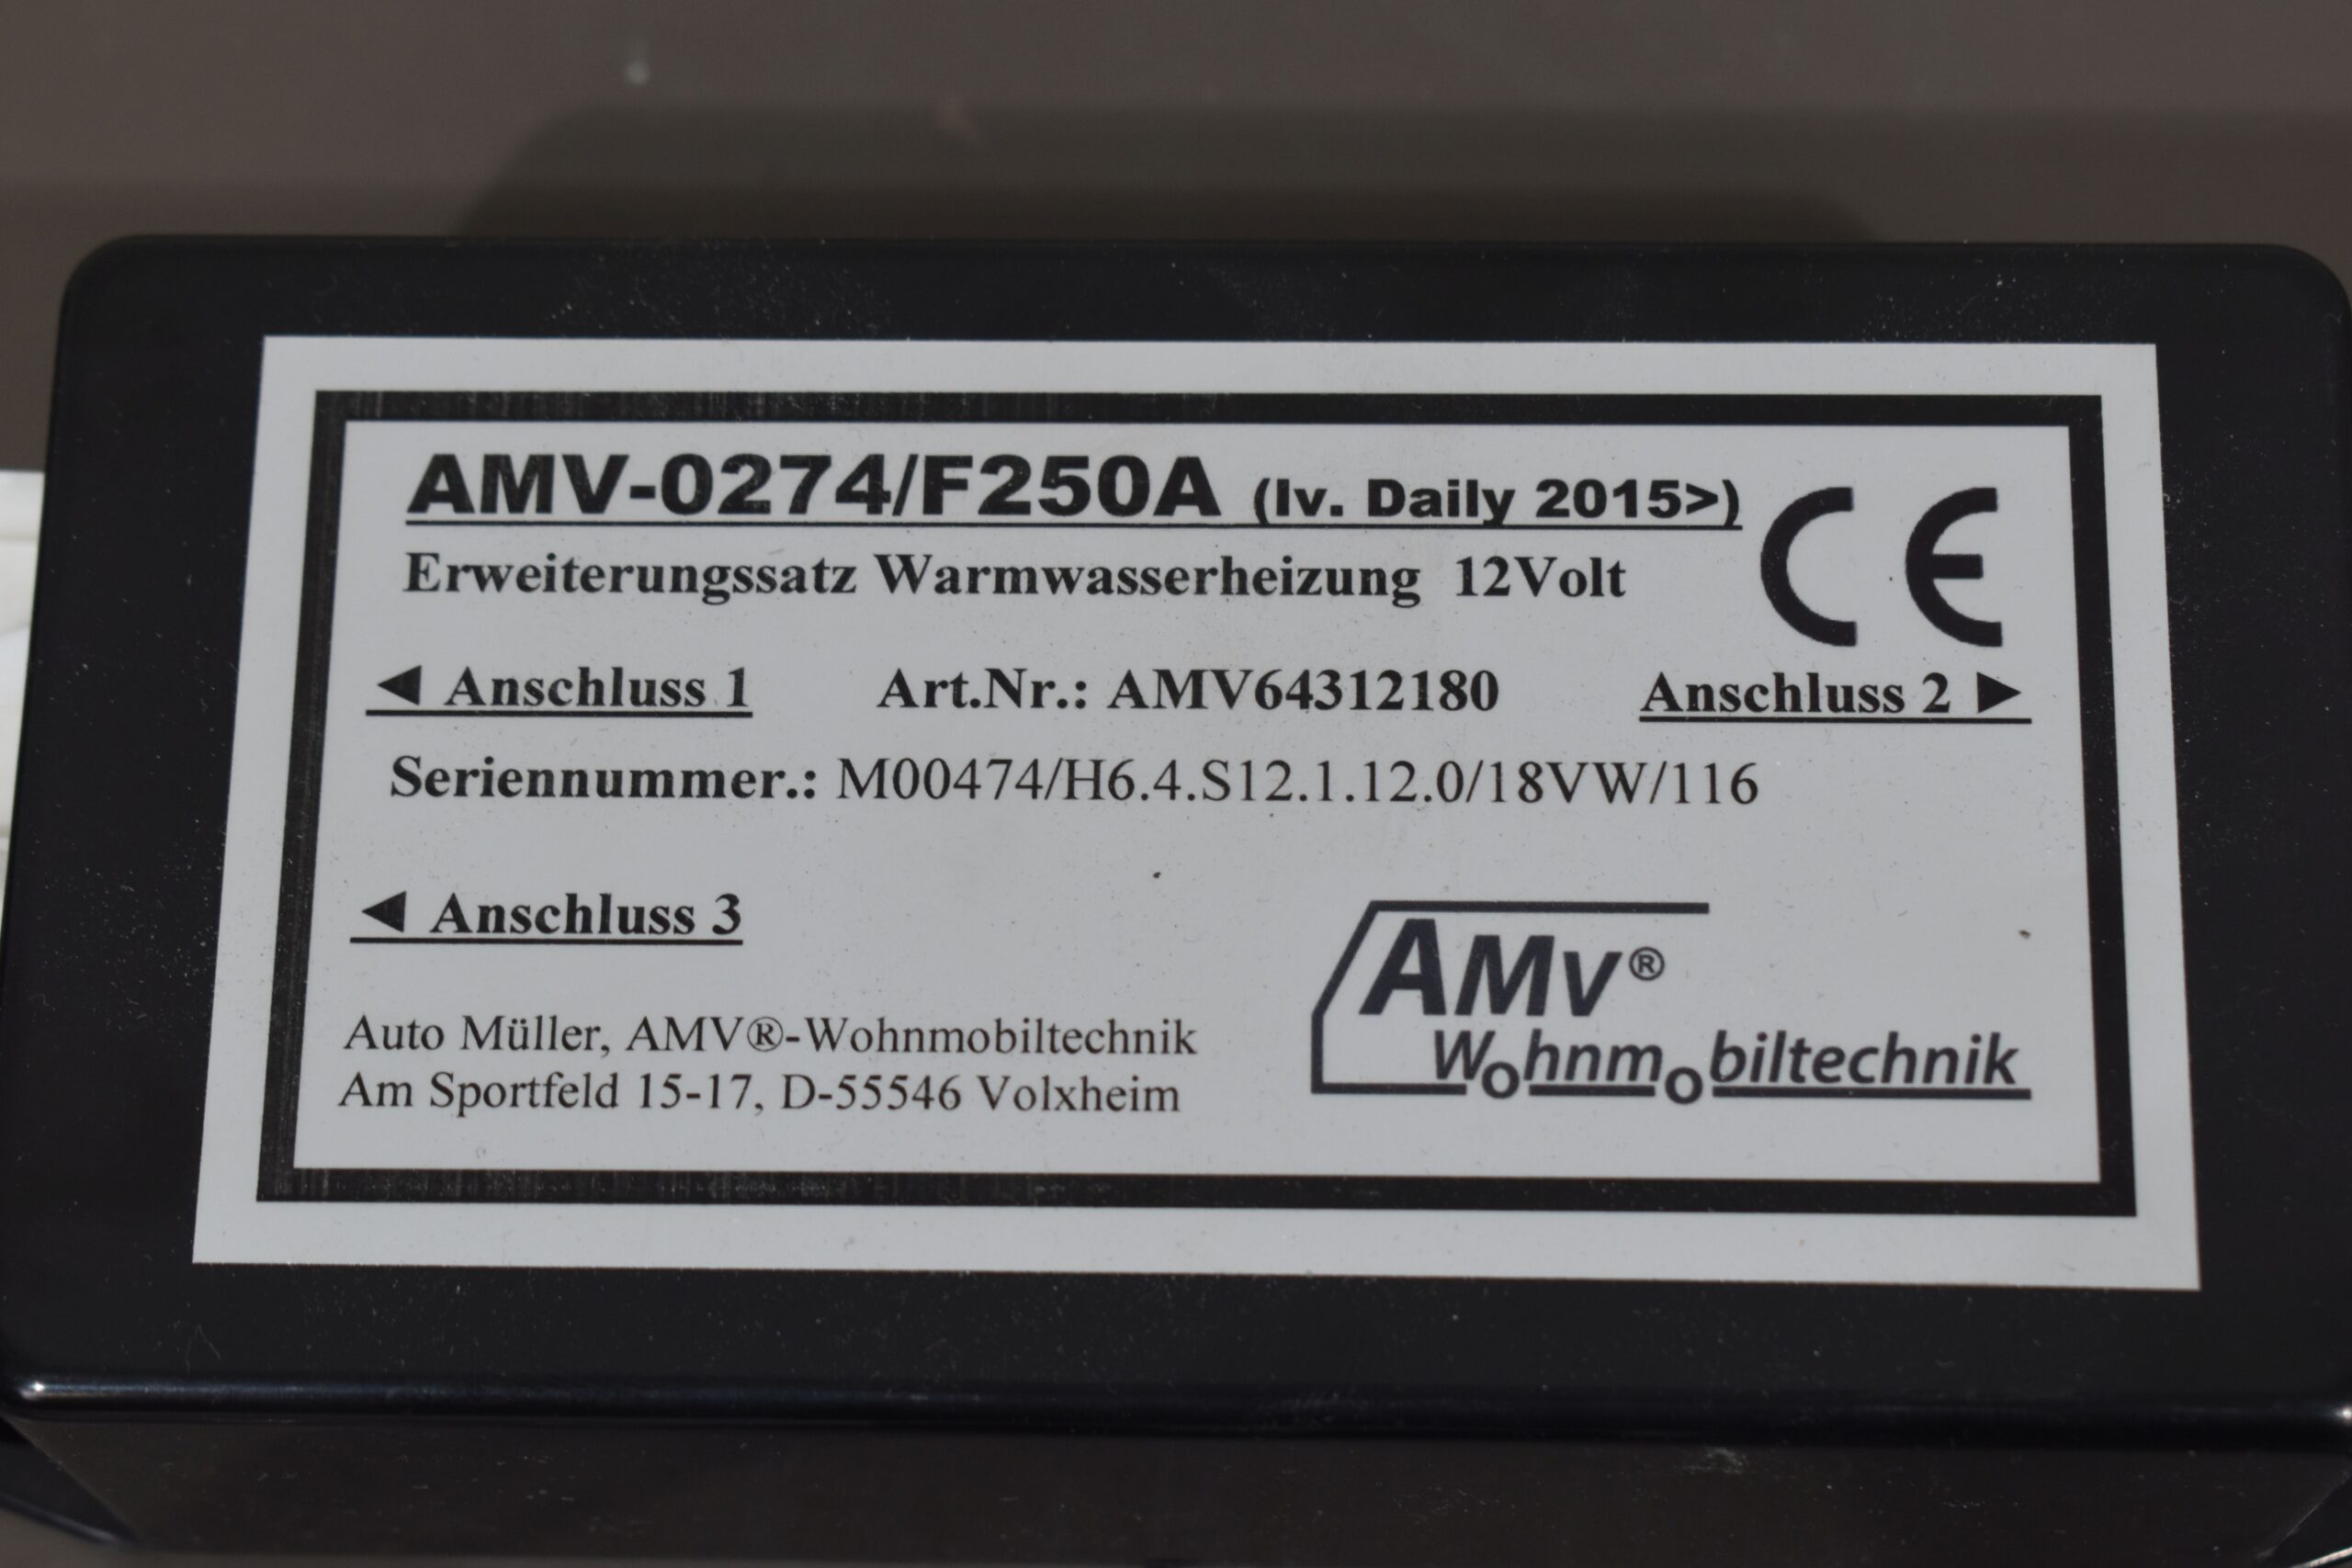 AMV-0274/F250A (Iv. Daily 2015>)
CE
Erweiterungssatz Warmwasserheizung 12Volt
◀ Anschluss 1 Art.Nr.: AMV64312180 Anschluss 2 ▶
Seriennummer.: M00474/H6.4.S12.1.12.0/18VW/116
◀ Anschluss 3
AMV®
Wohnmobiltechnik
Auto Müller, AMV®-Wohnmobiltechnik
Am Sportfeld 15-17, D-55546 Volxheim